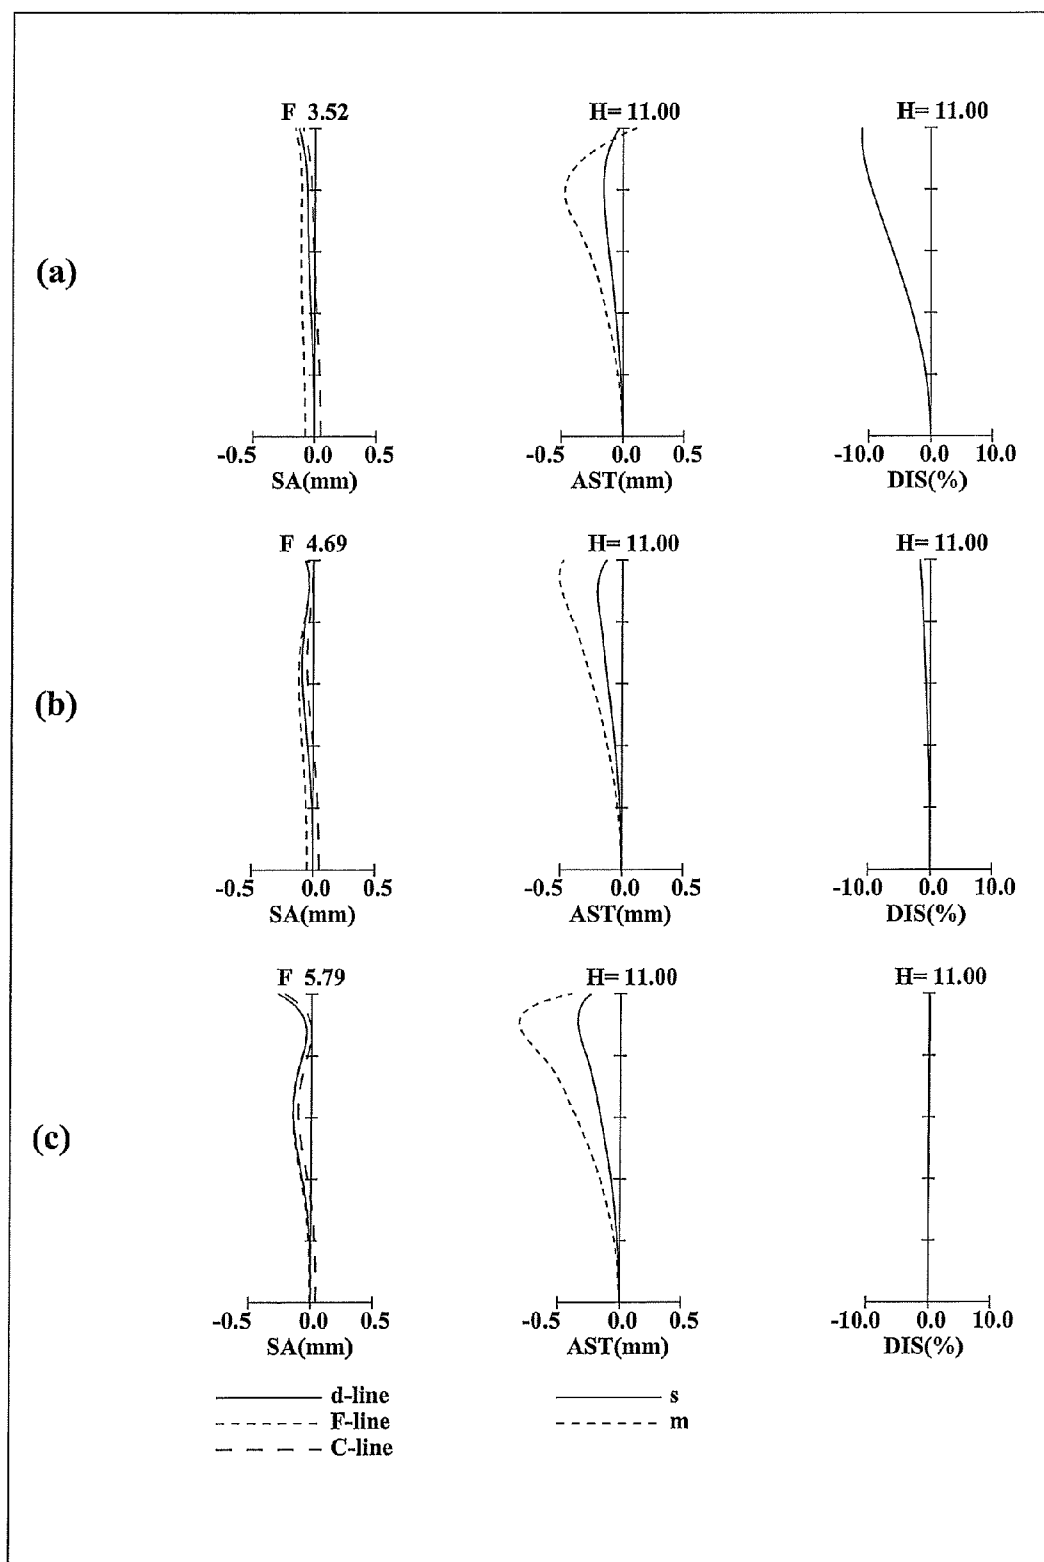 F 3.52 H= 11.00 H= 11.00
(a)
-0.5 0.0 0.5 -0.5 0.0 0.5 -10.0 0.0 10.0
SA(mm) AST(mm) DIS(%)
F 4.69 H= 11.00 H= 11.00
(b)
-0.5 0.0 0.5 -0.5 0.0 0.5 -10.0 0.0 10.0
SA(mm) AST(mm) DIS(%)
F 5.79 H= 11.00 H= 11.00
(c)
-0.5 0.0 0.5 -0.5 0.0 0.5 -10.0 0.0 10.0
SA(mm) AST(mm) DIS(%)
d-line s
F-line m
C-line